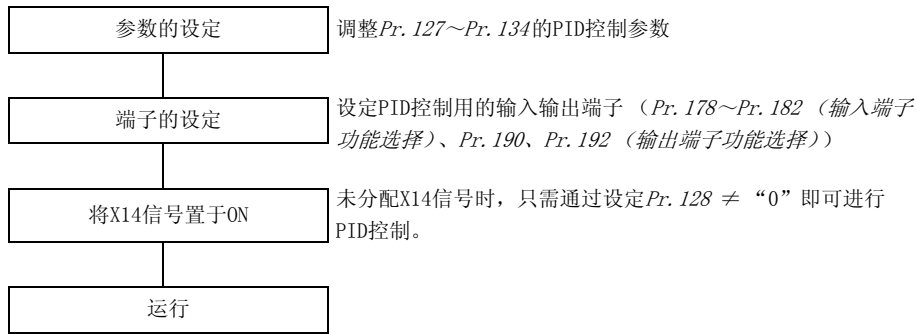 参数的设定
调整Pr. 127～Pr. 134的PID控制参数
端子的设定
设定PID控制用的输入输出端子 （Pr. 178～Pr. 182 （输入端子
功能选择）、Pr. 190、Pr. 192 （输出端子功能选择））
将X14信号置于ON
未分配X14信号时，只需通过设定Pr. 128 ≠ “0”即可进行
PID控制。
运行